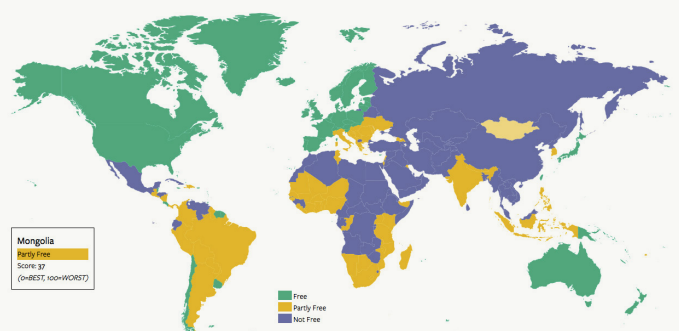 Mongolia
Partly Free
Score: 37
(0=BEST, 100=WORST)
Free
Partly Free
Not Free